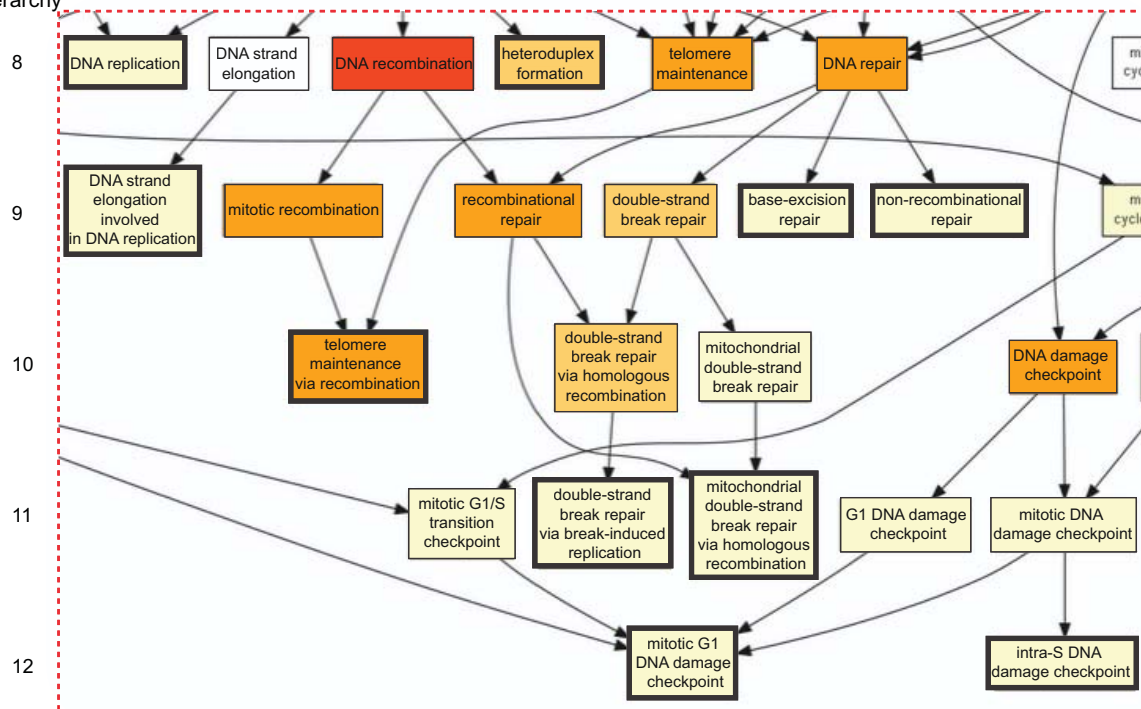 erarchy
8
DNA replication
DNA strand
elongation
DNA recombination
heteroduplex
formation
telomere
maintenance
DNA repair
m
cyc
9
DNA strand
elongation
involved
in DNA replication
mitotic recombination
recombinational
repair
double-strand
break repair
base-excision
repair
non-recombinational
repair
m
cycl
10
telomere
maintenance
via recombination
double-strand
break repair
via homologous
recombination
mitochondrial
double-strand
break repair
DNA damage
checkpoint
11
mitotic G1/S
transition
checkpoint
double-strand
break repair
via break-induced
replication
mitochondrial
double-strand
break repair
via homologous
recombination
G1 DNA damage
checkpoint
mitotic DNA
damage checkpoint
12
mitotic G1
DNA damage
checkpoint
intra-S DNA
damage checkpoint